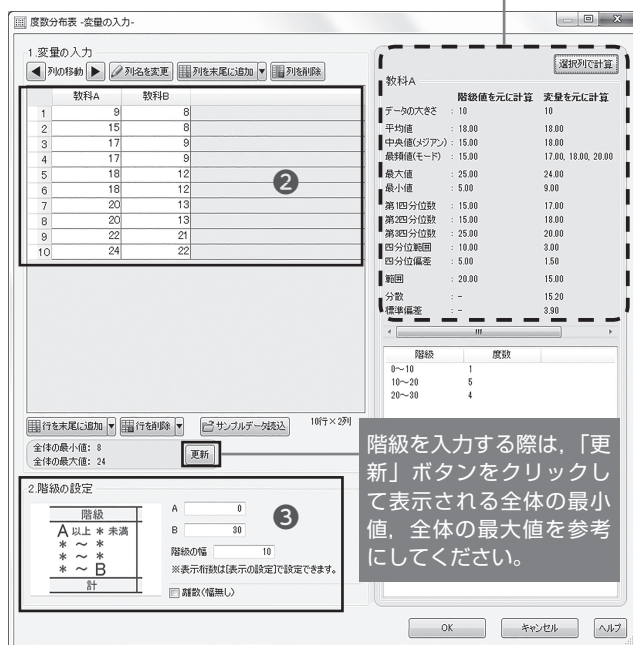 度数分布表 -変量の入力-
1.変量の入力
列の移動 列名を変更 列を末尾に追加 列を削除
教科A 教科B
1 9 8
2 15 8
3 17 9
4 17 9
5 18 12
6 18 12
7 20 13
8 20 13
9 22 21
10 24 22
❷
行を末尾に追加 行を削除 サンプルデータ読込 10行×2列
全体の最小値: 8
全体の最大値: 24
更新
2.階級の設定
階級
A 以上 * 未満
* ~ *
* ~ *
* ~ B
計
A 0
B 30
階級の幅 10
※表示桁数は[表示の設定]で設定できます。
離散(幅無し)
❸
選択列で計算
教科A
階級値を元に計算 変量を元に計算
データの大きさ : 10 10
平均値 : 18.00 18.00
中央値(メジアン) : 15.00 18.00
最頻値(モード) : 15.00 17.00, 18.00, 20.00
最大値 : 25.00 24.00
最小値 : 5.00 9.00
第1四分位数 : 15.00 17.00
第2四分位数 : 15.00 18.00
第3四分位数 : 25.00 20.00
四分位範囲 : 10.00 3.00
四分位偏差 : 5.00 1.50
範囲 : 20.00 15.00
分散 : - 15.20
標準偏差 : - 3.90
階級 度数
0~10 1
10~20 5
20~30 4
階級を入力する際は,「更
新」ボタンをクリックし
て表示される全体の最小
値,全体の最大値を参考
にしてください。
OK キャンセル ヘルプ